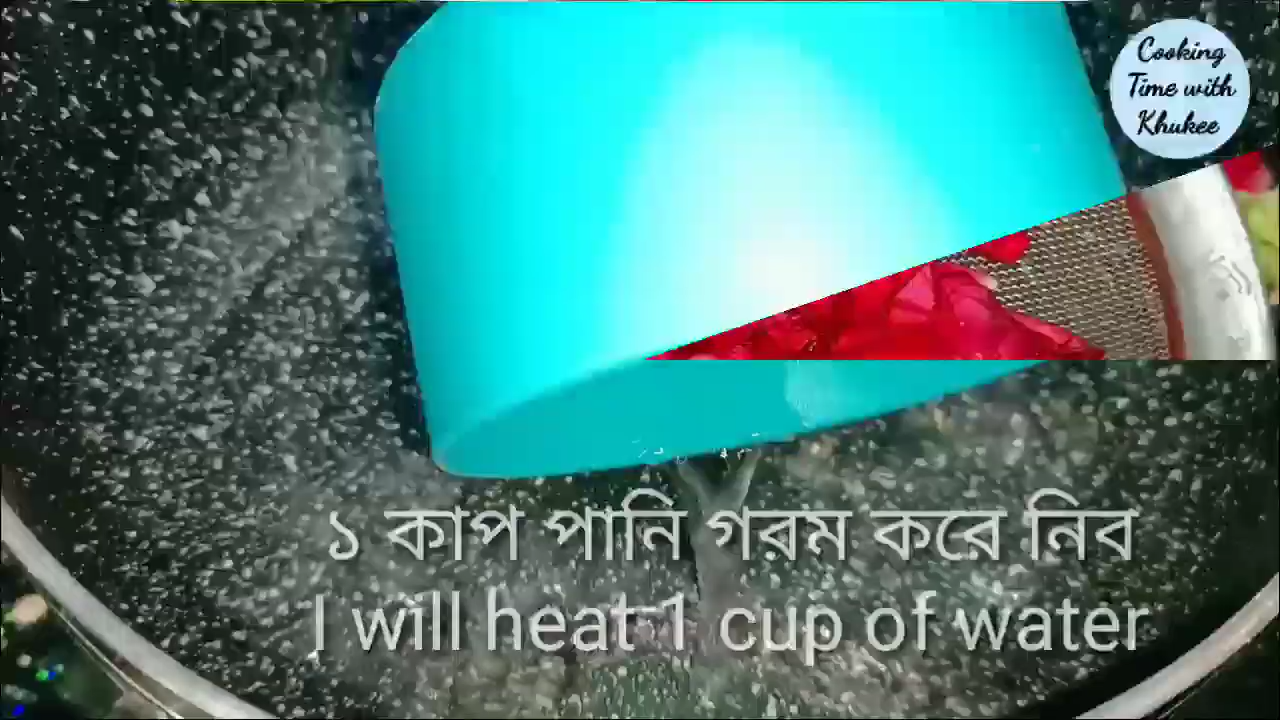 Cooking
Time with
Khukee
১ কাপ পানি গরম করে নিব
I will heat 1 cup of water